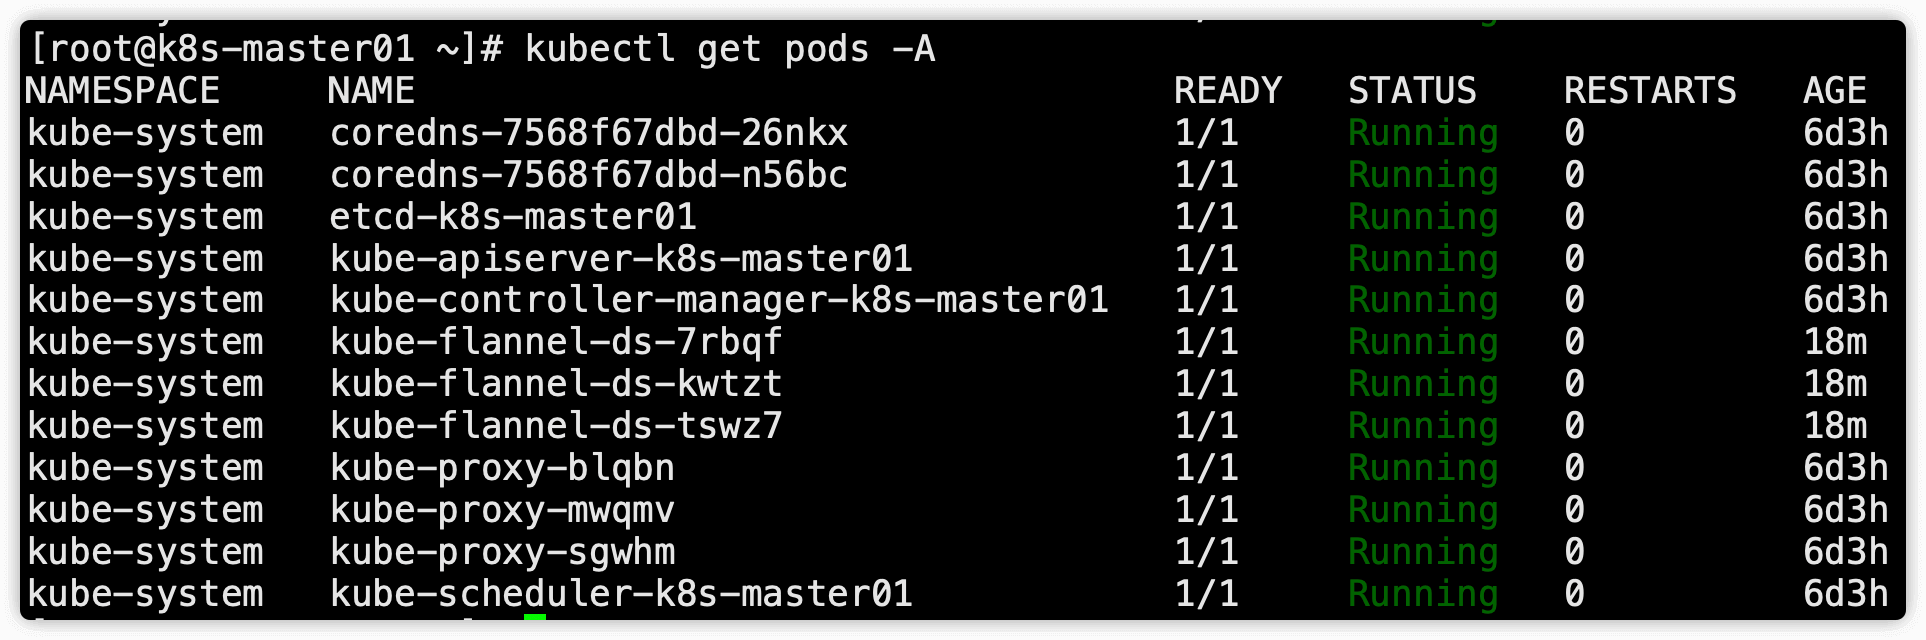 [root@k8s-master01 ~]# kubectl get pods -A
NAMESPACE     NAME                                   READY   STATUS    RESTARTS   AGE
kube-system   coredns-7568f67dbd-26nkx               1/1     Running   0          6d3h
kube-system   coredns-7568f67dbd-n56bc               1/1     Running   0          6d3h
kube-system   etcd-k8s-master01                      1/1     Running   0          6d3h
kube-system   kube-apiserver-k8s-master01            1/1     Running   0          6d3h
kube-system   kube-controller-manager-k8s-master01   1/1     Running   0          6d3h
kube-system   kube-flannel-ds-7rbqf                  1/1     Running   0          18m
kube-system   kube-flannel-ds-kwtzt                  1/1     Running   0          18m
kube-system   kube-flannel-ds-tswz7                  1/1     Running   0          18m
kube-system   kube-proxy-blqbn                       1/1     Running   0          6d3h
kube-system   kube-proxy-mwqmv                       1/1     Running   0          6d3h
kube-system   kube-proxy-sgwhm                       1/1     Running   0          6d3h
kube-system   kube-scheduler-k8s-master01            1/1     Running   0          6d3h